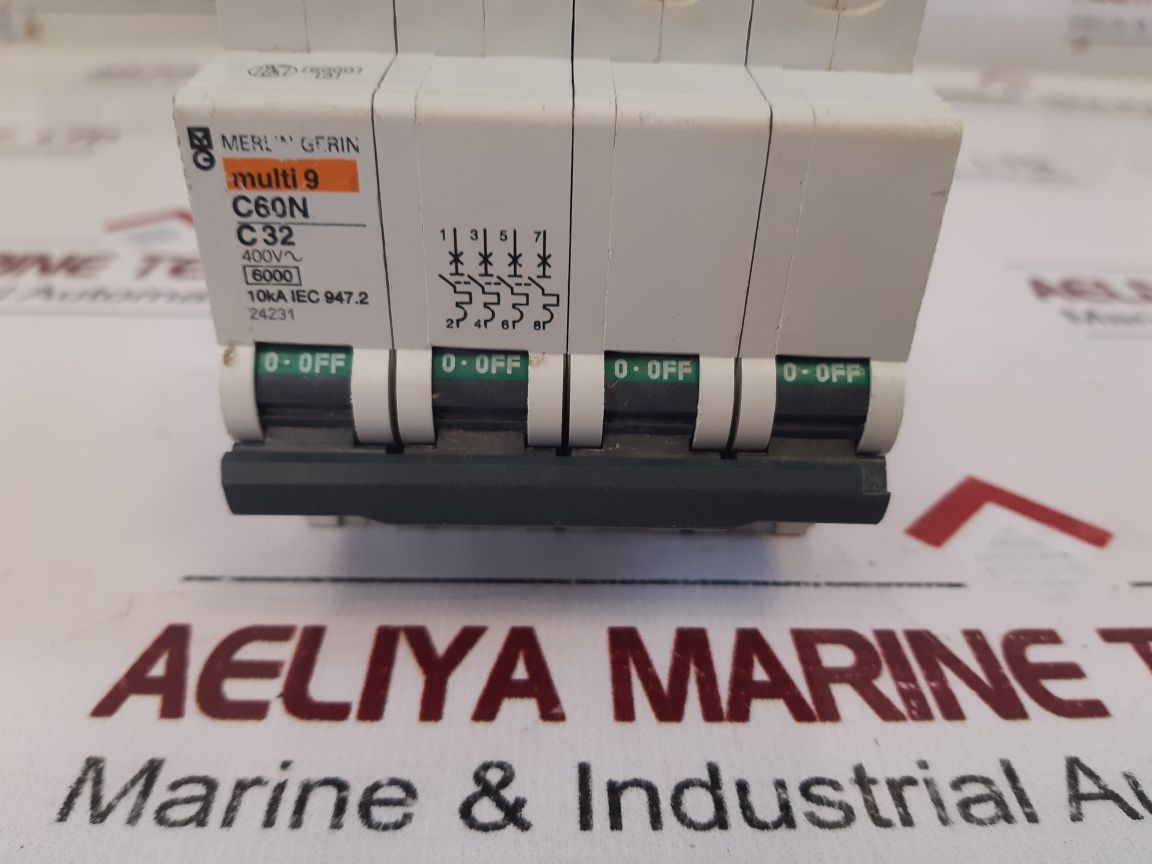 MERLIN GERIN
multi 9
C60N
C32
400V~
6000
10kA IEC 947.2
24231
1 3 5 7
2 4 6 8
0·OFF 0·OFF 0·OFF 0·OFF
AELIYA MARINE T
Marine & Industrial Au